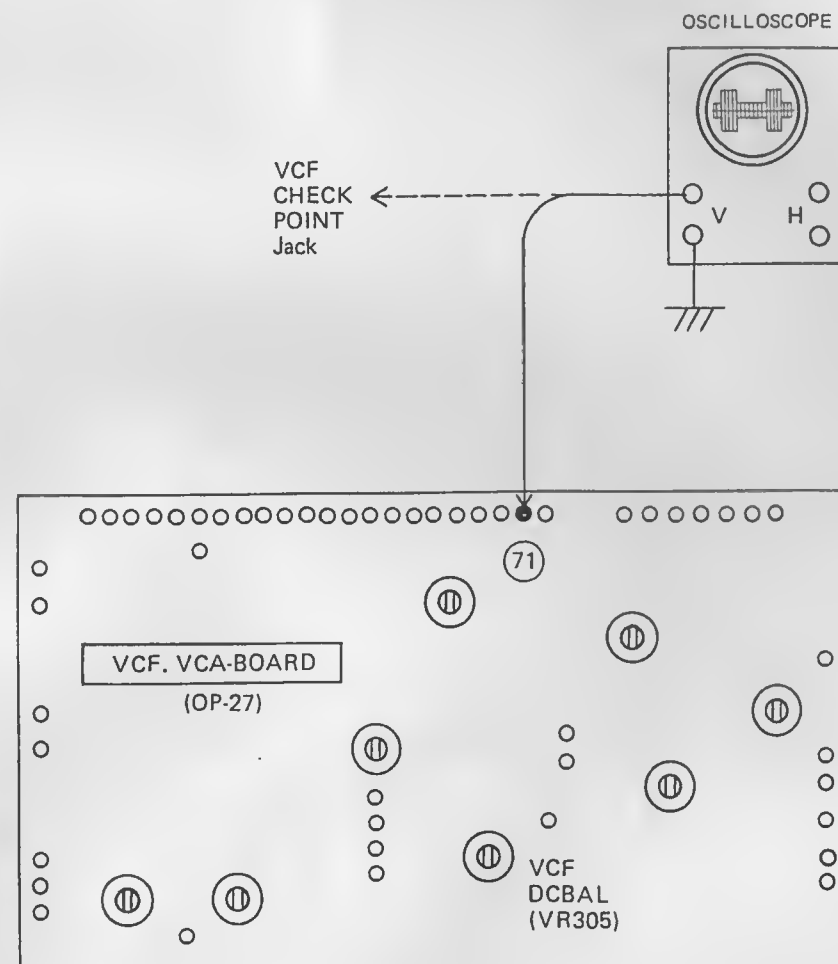 OSCILLOSCOPE
VCF
CHECK
POINT
Jack
V
H
71
VCF. VCA-BOARD
(OP-27)
VCF
DCBAL
(VR305)